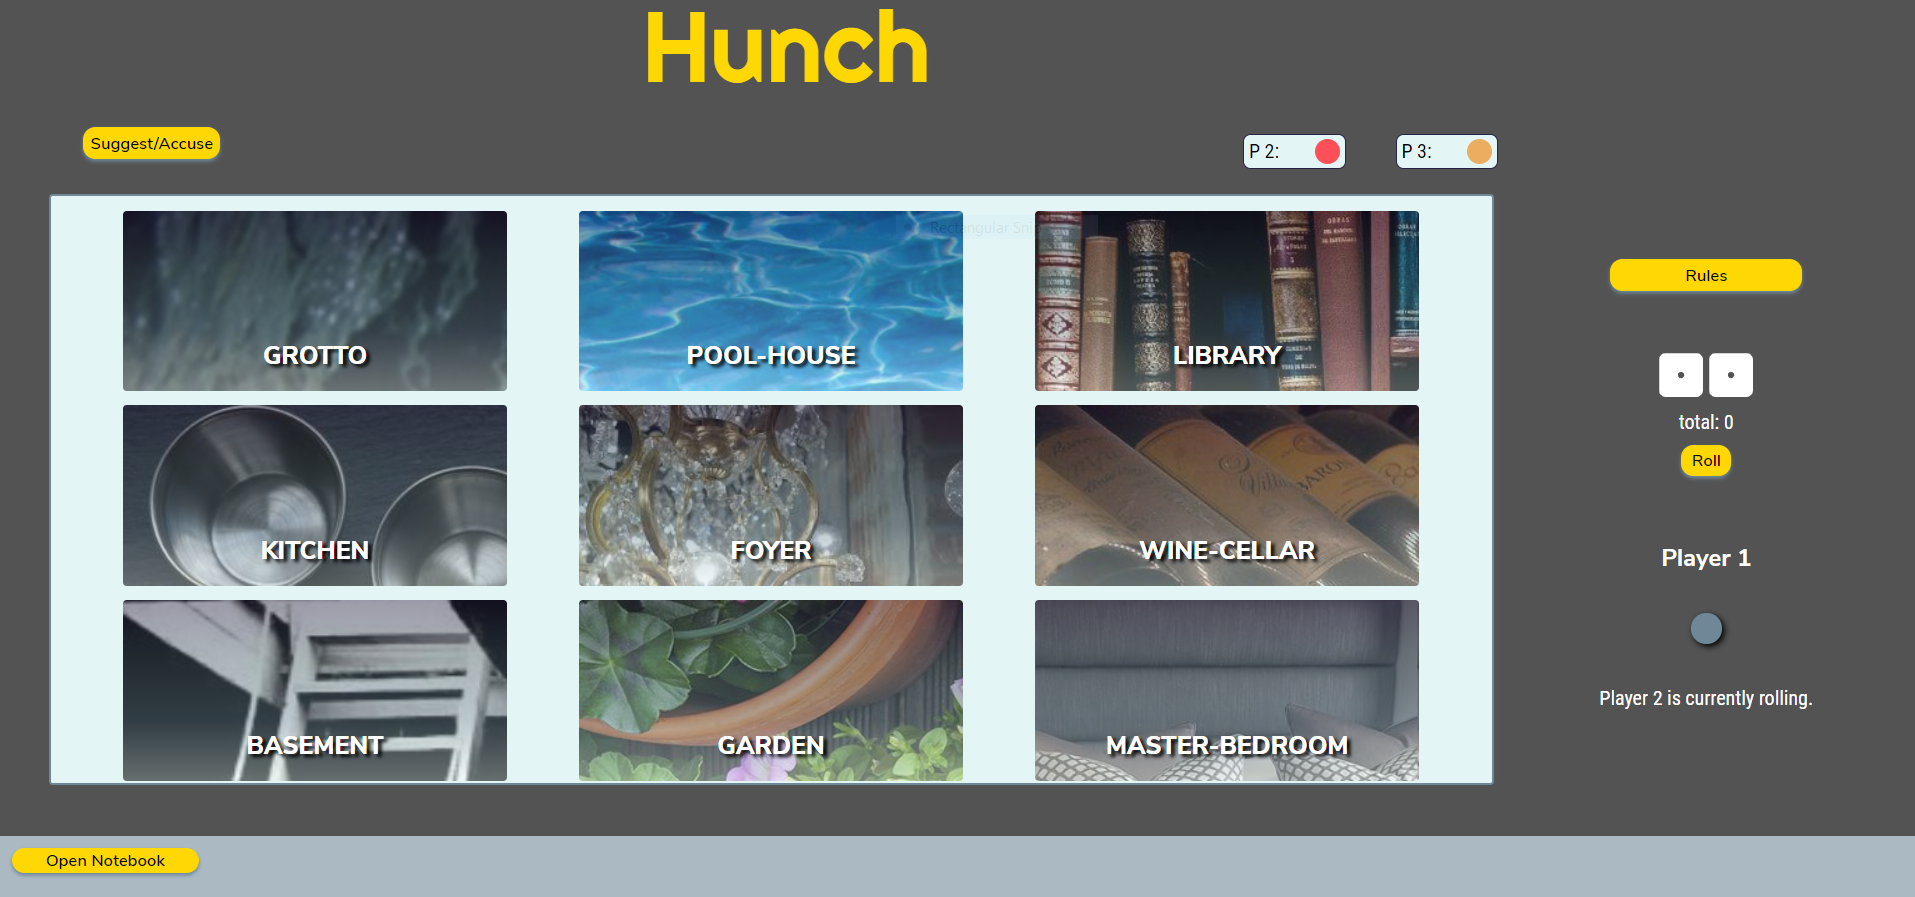 Hunch
Suggest/Accuse
P 2:
P 3:
Rectangular Sni
GROTTO
POOL-HOUSE
LIBRARY
KITCHEN
FOYER
WINE-CELLAR
BASEMENT
GARDEN
MASTER-BEDROOM
Rules
total: 0
Roll
Player 1
Player 2 is currently rolling.
Open Notebook